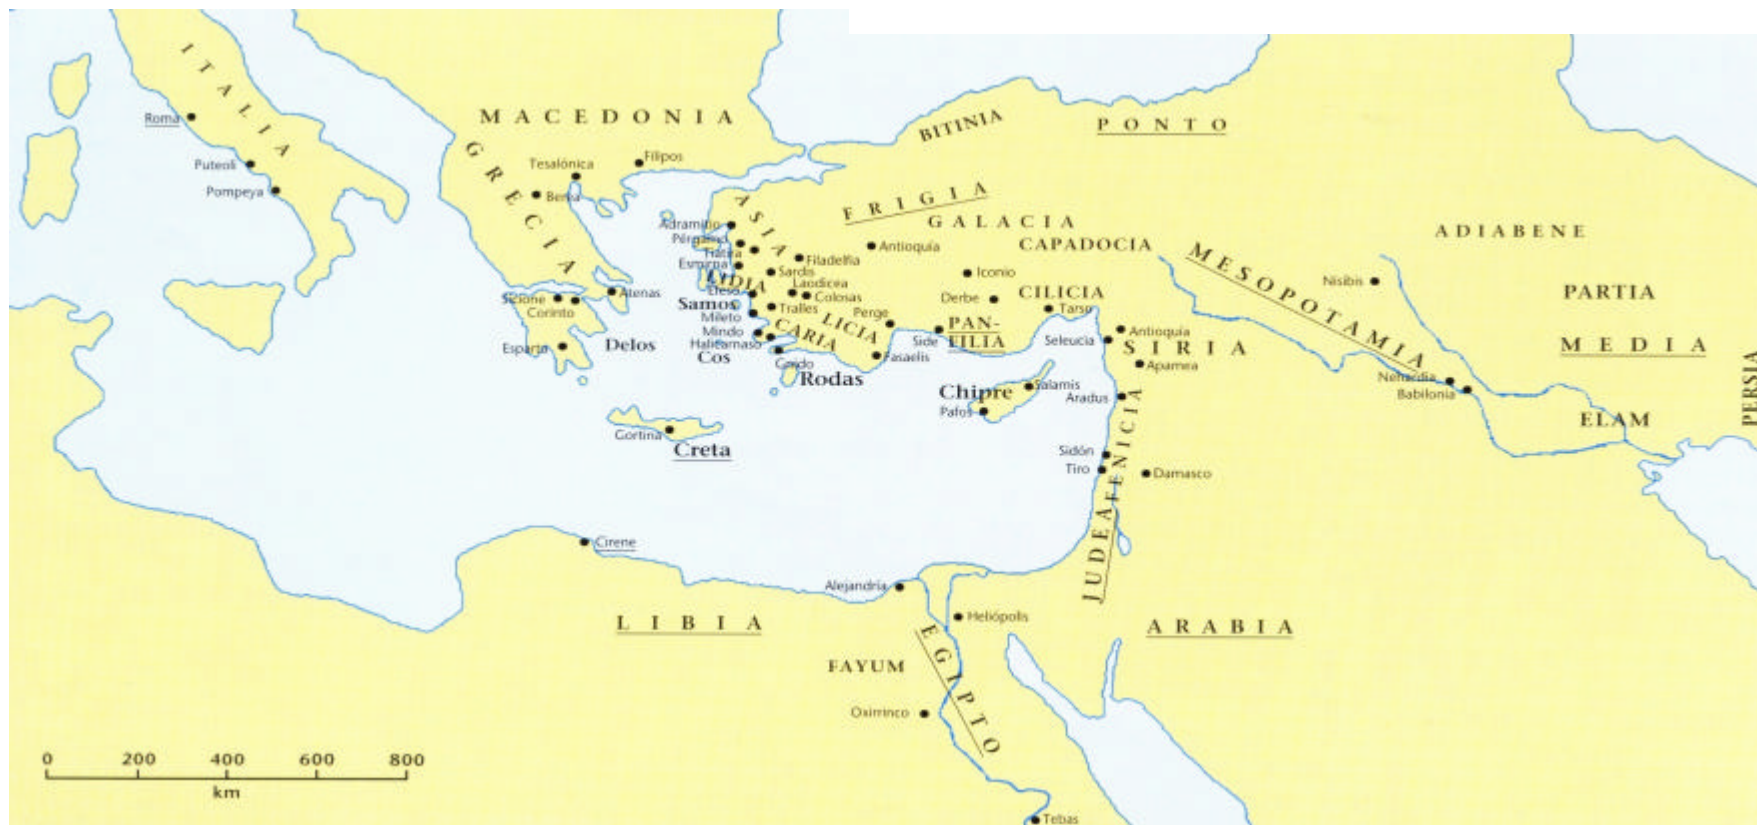 ITALIA
Roma
Puteoli
Pompeya
MACEDONIA
GRECIA
Tesalónica
Filipos
Berea
Sicione
Corinto
Atenas
Esparta
Delos
BITINIA
PONTO
ASIA
FRIGIA
GALACIA
CAPADOCIA
Adramitio
Pérgamo
Tiatira
Esmirna
Filadelfia
Sardis
LIDIA
Laodicea
Colosas
Efeso
Samos
Tralles
Mileto
Mindo
CARIA
LICIA
Halicarnaso
Cos
Gnido
Rodas
Antioquía
Iconio
Derbe
CILICIA
Tarso
Perge
Side
PAN-
FILIA
Fasaelis
Chipre
Salamis
Pafos
Gortina
Creta
Antioquía
Seleucia
SIRIA
Apamea
Aradus
FENICIA
Sidón
Tiro
Damasco
JUDEA
MESOPOTAMIA
Nisibis
ADIABENE
PARTIA
MEDIA
PERSIA
Nehardia
Babilonia
ELAM
Cirene
LIBIA
Alejandría
Heliópolis
EGIPTO
FAYUM
Oxirrinco
ARABIA
Tebas
0 200 400 600 800
km